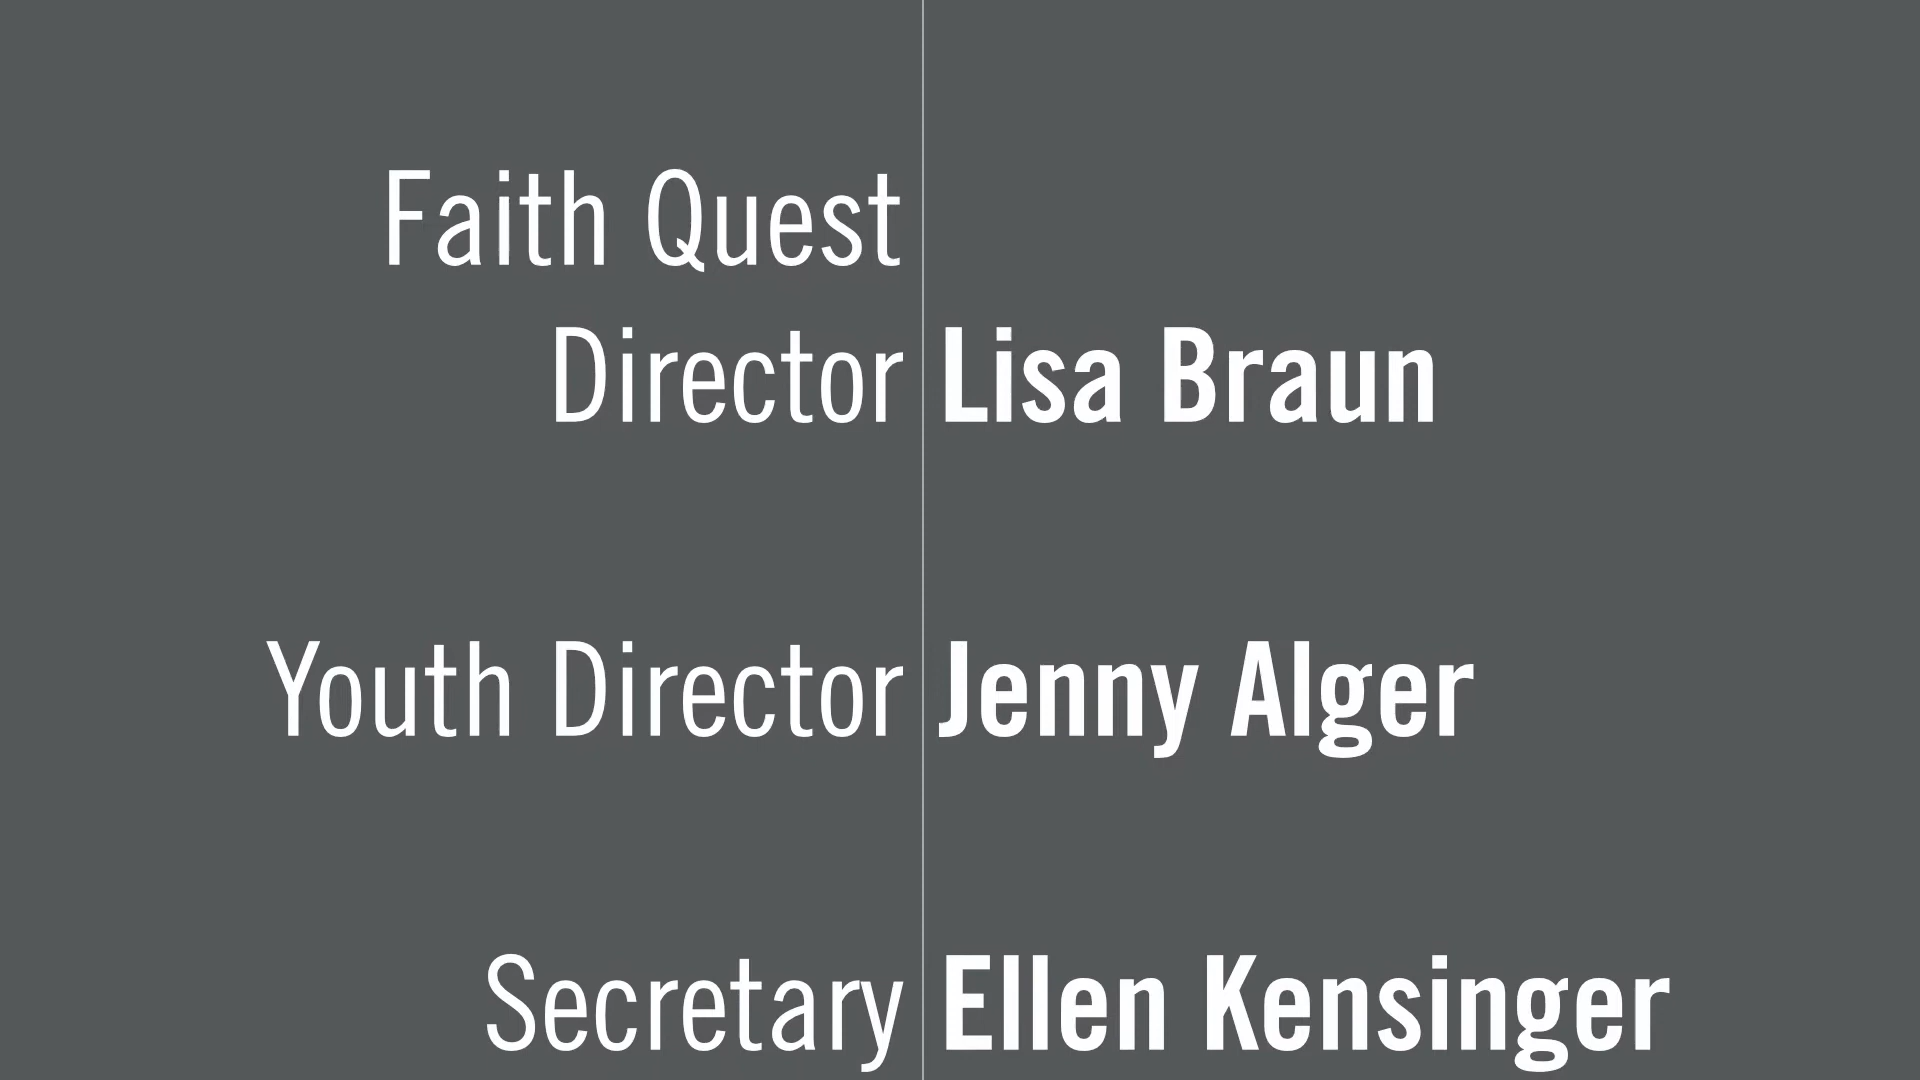 Faith Quest
Director Lisa Braun
Youth Director Jenny Alger
Secretary Ellen Kensinger